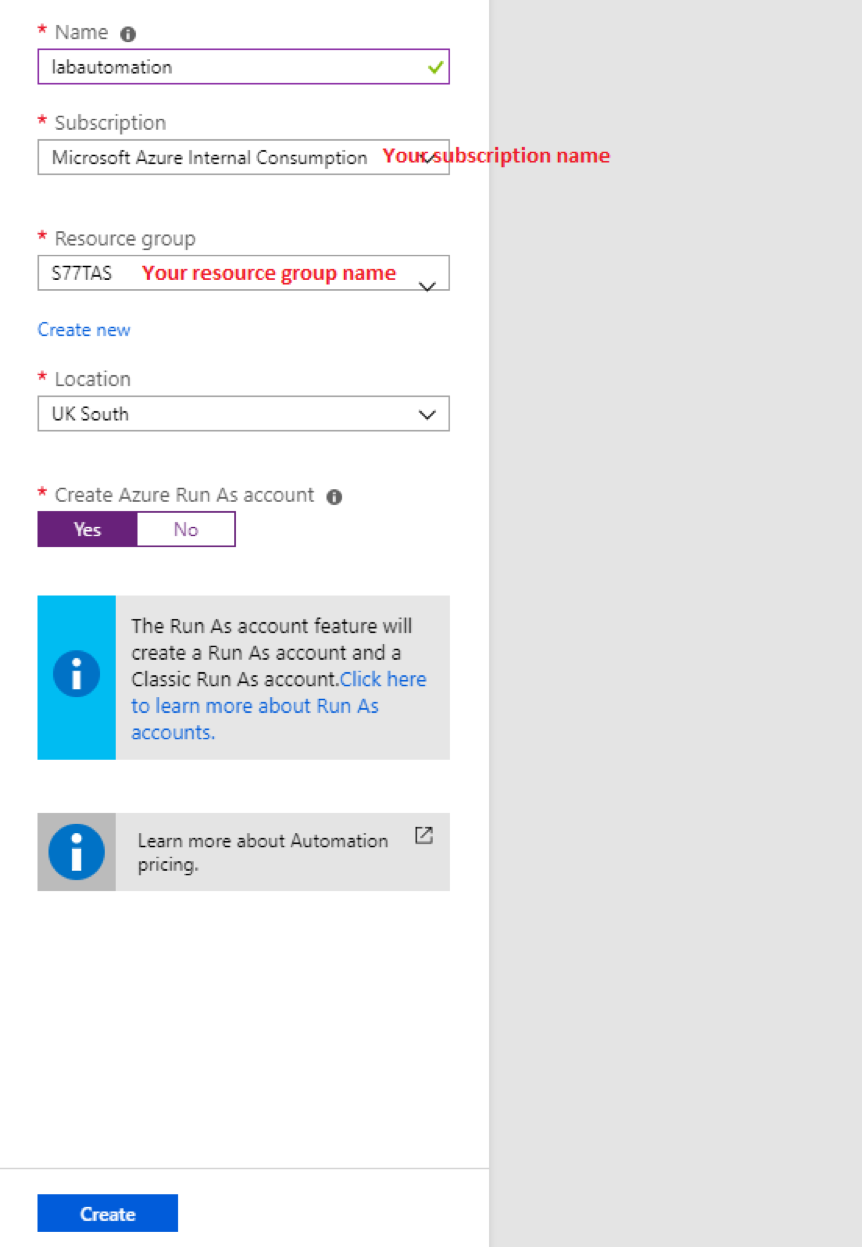 * Name
labautomation
* Subscription
Microsoft Azure Internal Consumption Your subscription name
* Resource group
S77TAS Your resource group name
Create new
* Location
UK South
* Create Azure Run As account
Yes No
The Run As account feature will
create a Run As account and a
Classic Run As account.Click here
to learn more about Run As
accounts.
Learn more about Automation
pricing.
Create